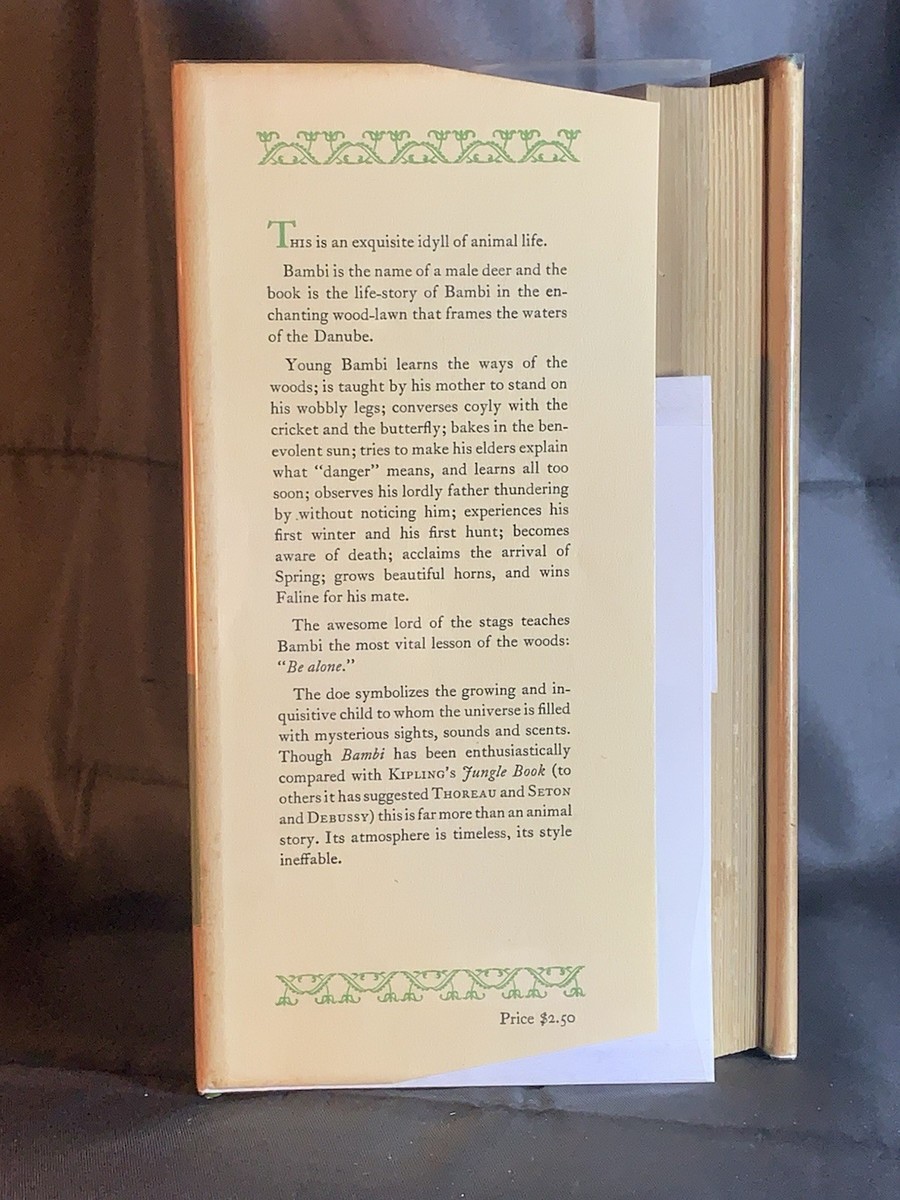 THIS is an exquisite idyll of animal life.
Bambi is the name of a male deer and the
book is the life-story of Bambi in the en-
chanting wood-lawn that frames the waters
of the Danube.
Young Bambi learns the ways of the
woods; is taught by his mother to stand on
his wobbly legs; converses coyly with the
cricket and the butterfly; bakes in the ben-
evolent sun; tries to make his elders explain
what “danger” means, and learns all too
soon; observes his lordly father thundering
by without noticing him; experiences his
first winter and his first hunt; becomes
aware of death; acclaims the arrival of
Spring; grows beautiful horns, and wins
Faline for his mate.
The awesome lord of the stags teaches
Bambi the most vital lesson of the woods:
“Be alone.”
The doe symbolizes the growing and in-
quisitive child to whom the universe is filled
with mysterious sights, sounds and scents.
Though Bambi has been enthusiastically
compared with KIPLING'S Jungle Book (to
others it has suggested THOREAU and SETON
and DEBUSSY) this is far more than an animal
story. Its atmosphere is timeless, its style
ineffable.
Price $2.50